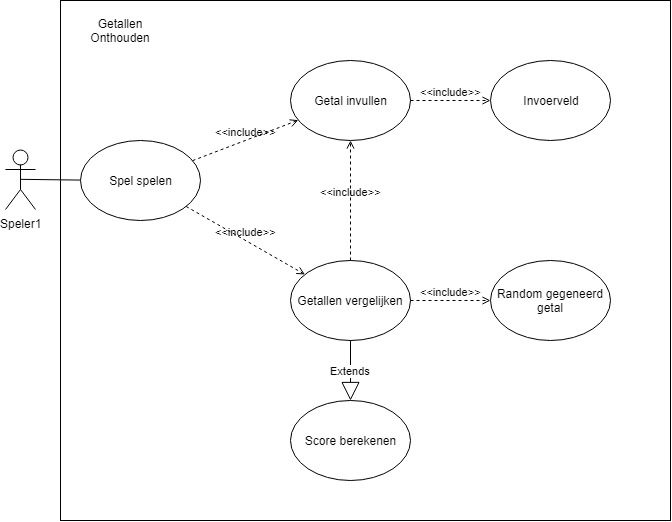 Getallen
Onthouden
Getal invullen
<<include>>
Invoerveld
<<include>>
Spel spelen
<<include>>
Speler1
<<include>>
Getallen vergelijken
<<include>>
Random gegeneerd
getal
Extends
Score berekenen